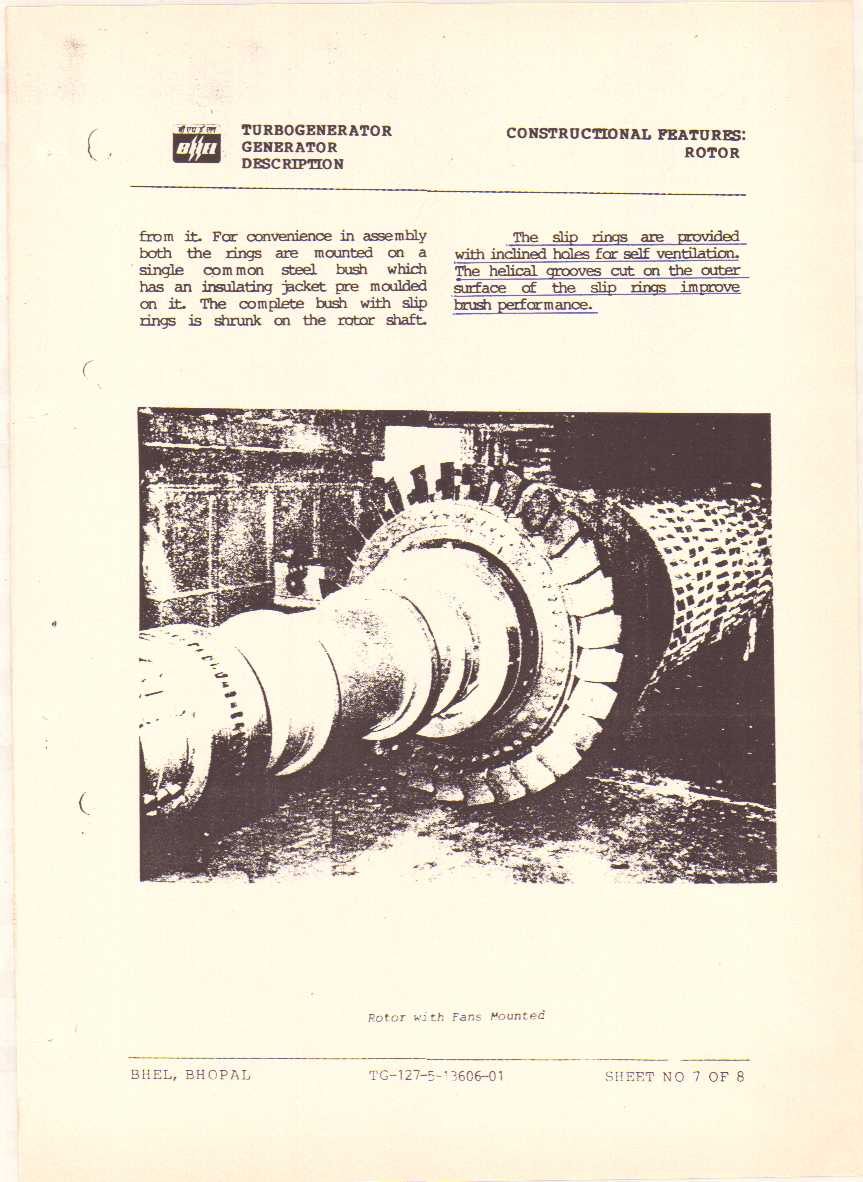 बी एच ई एल
BHEL
TURBOGENERATOR
GENERATOR
DESCRIPTION
CONSTRUCTIONAL FEATURES:
ROTOR
from it. For convenience in assembly
both the rings are mounted on a
single common steel bush which
has an insulating jacket pre moulded
on it. The complete bush with slip
rings is shrunk on the rotor shaft.
The slip rings are provided
with inclined holes for self ventilation.
The helical grooves cut on the outer
surface of the slip rings improve
brush performance.
Rotor with Fans Mounted
BHEL, BHOPAL
TG-127-5-13606-01
SHEET NO 7 OF 8